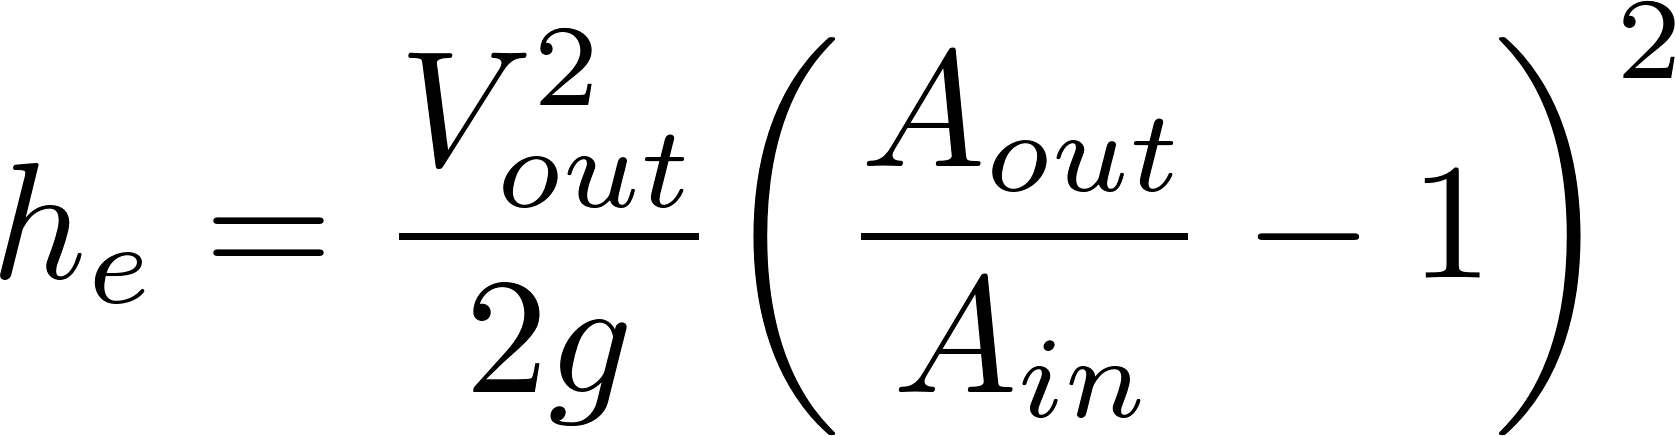 h_e = \frac{V_{out}^2}{2g} \left( \frac{A_{out}}{A_{in}} - 1 \right)^2